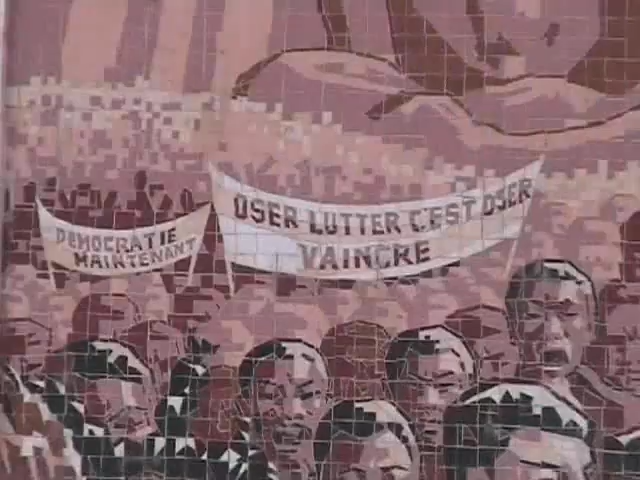 DEMOCRATIE
MAINTENANT
OSER LUTTER C'EST OSER
VAINCRE